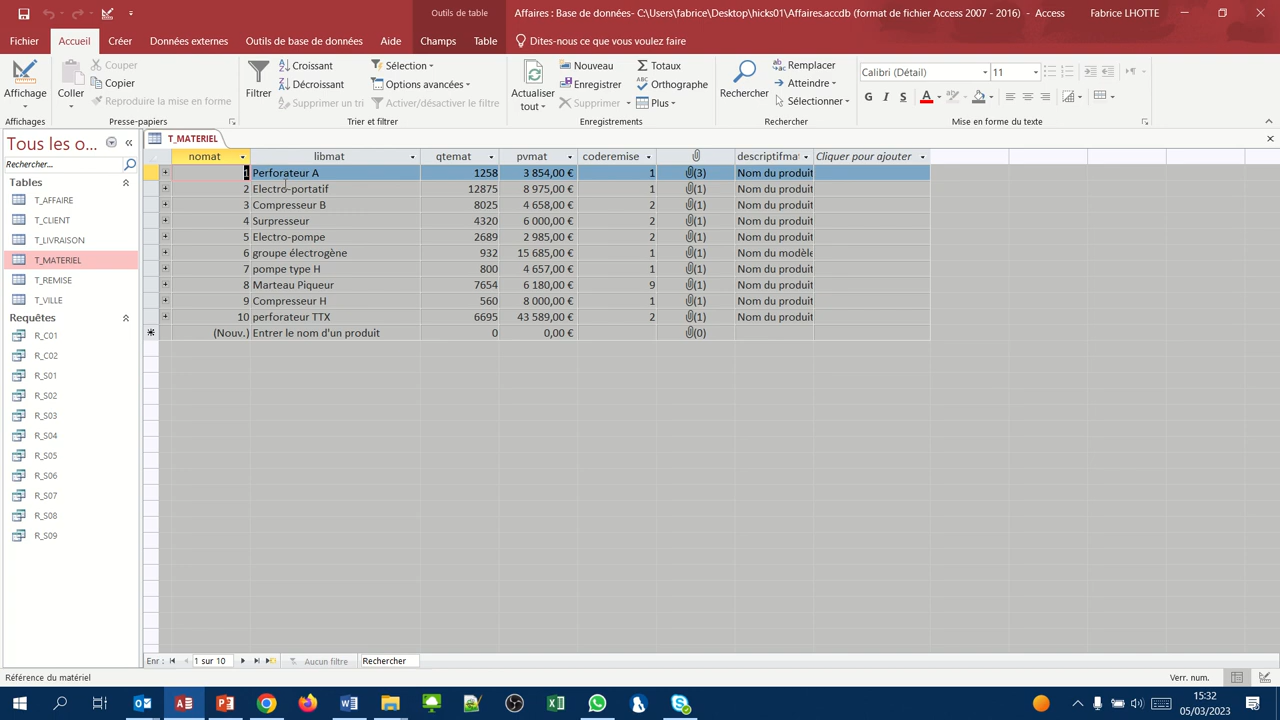 Outils de table
Affaires : Base de données- C:\Users\fabrice\Desktop\hicks01\Affaires.accdb (format de fichier Access 2007 - 2016) - Access
Fabrice LHOTTE
Fichier
Accueil
Créer
Données externes
Outils de base de données
Aide
Champs
Table
Dites-nous ce que vous voulez faire
Affichage
Affichages
Coller
Couper
Copier
Reproduire la mise en forme
Presse-papiers
Filtrer
Croissant
Décroissant
Supprimer un tri
Sélection
Options avancées
Activer/désactiver le filtre
Trier et filtrer
Actualiser
tout
Nouveau
Enregistrer
Supprimer
Totaux
Orthographe
Plus
Enregistrements
Rechercher
Remplacer
Atteindre
Sélectionner
Rechercher
Calibri (Détail)
11
G I S A
Mise en forme du texte
Tous les o...
Rechercher...
Tables
T_AFFAIRE
T_CLIENT
T_LIVRAISON
T_MATERIEL
T_REMISE
T_VILLE
Requêtes
R_C01
R_C02
R_S01
R_S02
R_S03
R_S04
R_S05
R_S06
R_S07
R_S08
R_S09
T_MATERIEL
nomat libmat qtemat pvmat coderemise descriptifma Cliquer pour ajouter
1 Perforateur A 1258 3 854,00 € 1 (3) Nom du produit
2 Electro-portatif 12875 8 975,00 € 1 (1) Nom du produit
3 Compresseur B 8025 4 658,00 € 2 (1) Nom du produit
4 Surpresseur 4320 6 000,00 € 2 (1) Nom du produit
5 Electro-pompe 2689 2 985,00 € 2 (1) Nom du produit
6 groupe électrogène 932 15 685,00 € 1 (1) Nom du modèle
7 pompe type H 800 4 657,00 € 1 (1) Nom du produit
8 Marteau Piqueur 7654 6 180,00 € 9 (1) Nom du produit
9 Compresseur H 560 8 000,00 € 1 (1) Nom du produit
10 perforateur TTX 6695 43 589,00 € 2 (1) Nom du produit
(Nouv.) Entrer le nom d'un produit 0 0,00 € (0)
Enr : 1 sur 10 Aucun filtre Rechercher
Référence du matériel
Verr. num.
15:32
05/03/2023